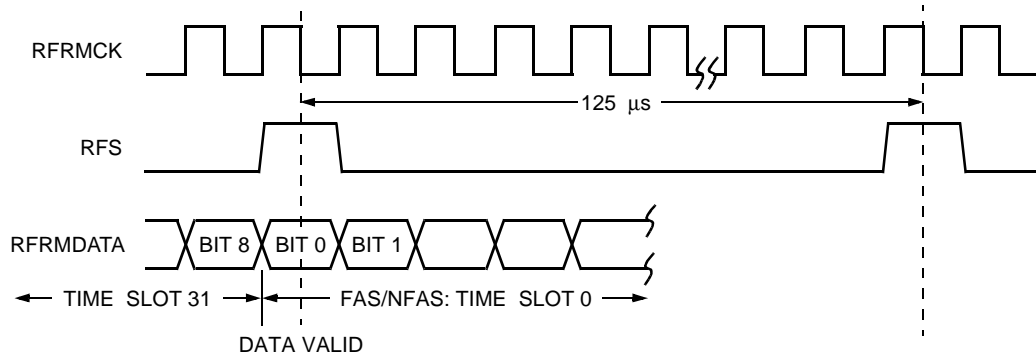 RFRMCK
125 μs
RFS
RFRMDATA
BIT 8 BIT 0 BIT 1
TIME SLOT 31 FAS/NFAS: TIME SLOT 0
DATA VALID